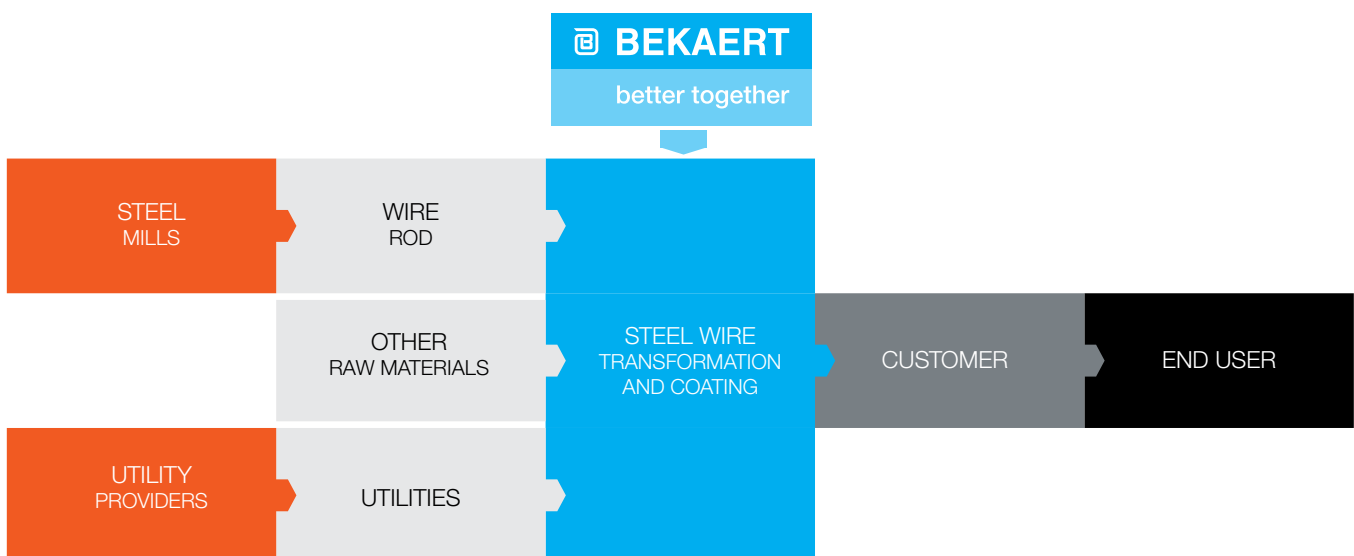 BEKAERT
better together
STEEL
MILLS
WIRE
ROD
OTHER
RAW MATERIALS
STEEL WIRE
TRANSFORMATION
AND COATING
CUSTOMER
END USER
UTILITY
PROVIDERS
UTILITIES